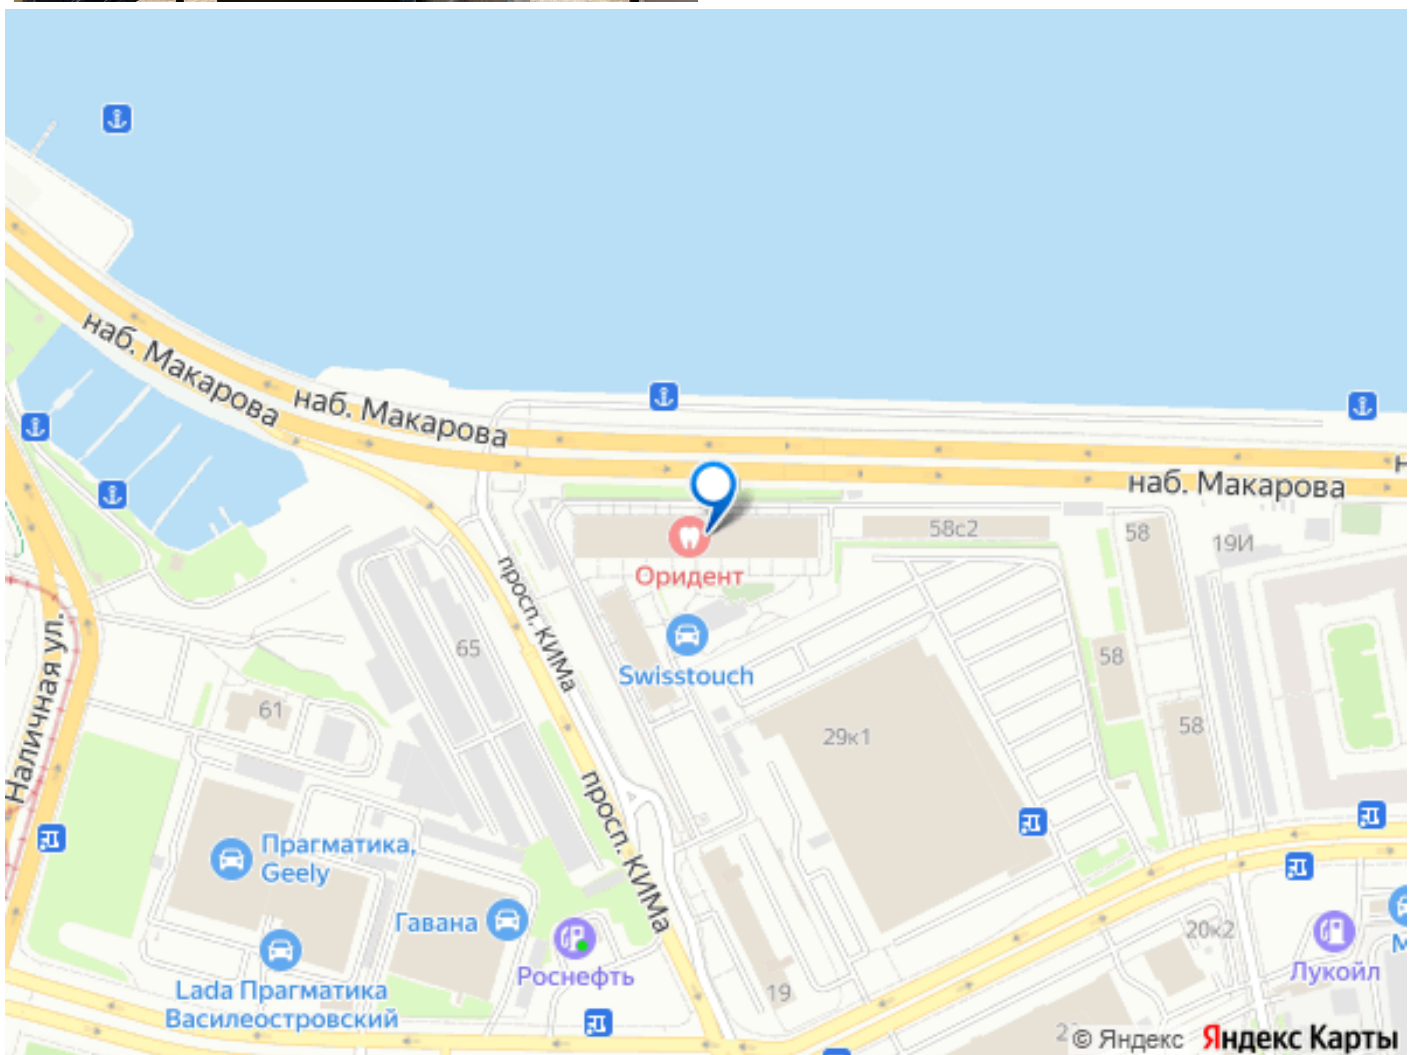 наб. Макарова
наб. Макарова
наб. Макарова
58с2
58
19И
Оридент
просп. КИМа
65
58
Swisstouch
Наличная ул.
61
58
29к1
просп. КИМа
Прагматика,
Geely
Гавана
20к2
Роснефть
Лукойл
Lada Прагматика
Василеостровский
19
© Яндекс Яндекс Карты